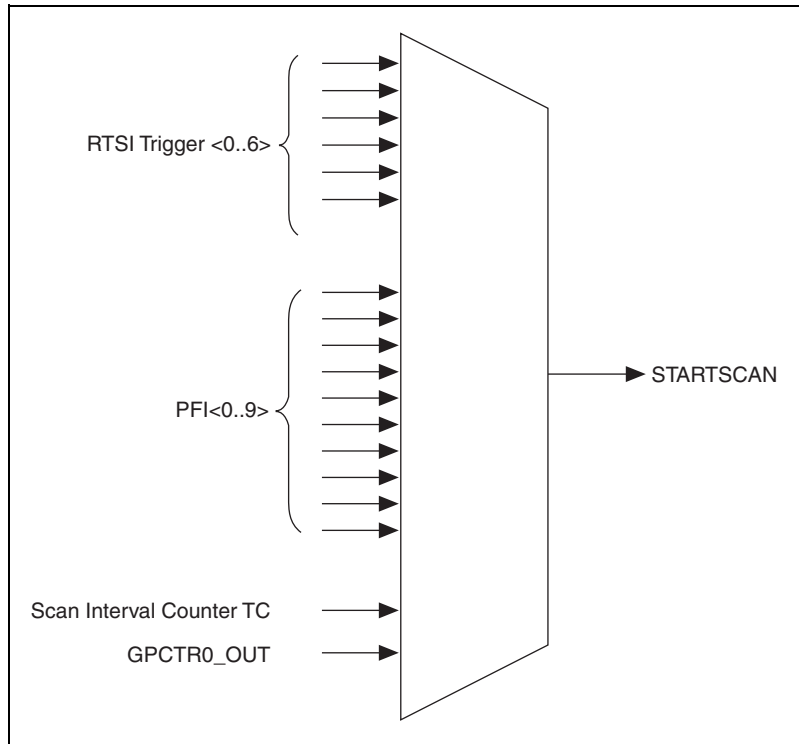 RTSI Trigger <0..6>
PFI<0..9>
STARTSCAN
Scan Interval Counter TC
GPCTR0_OUT